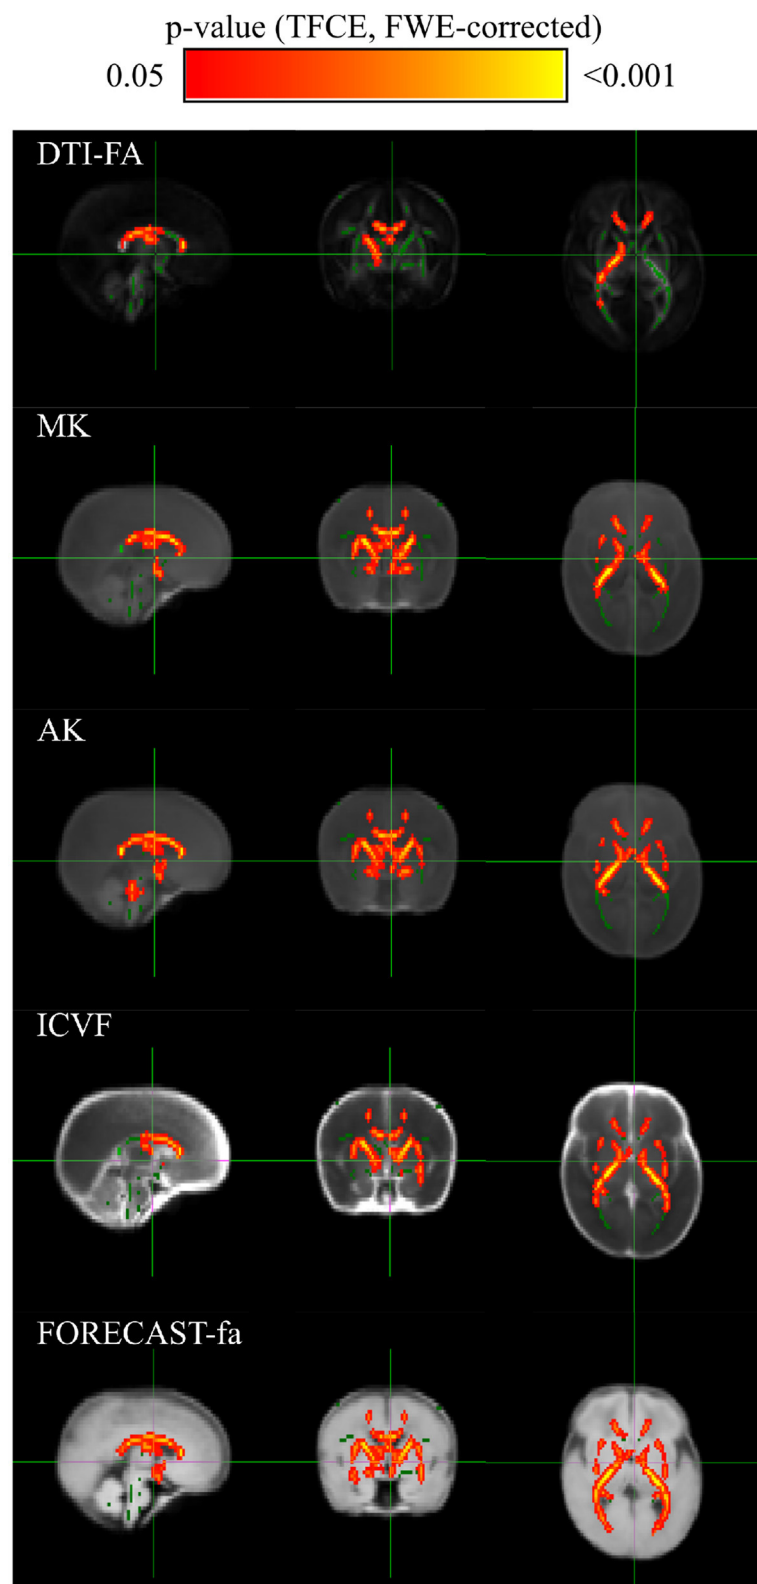 p-value (TFCE, FWE-corrected)
0.05 <0.001
DTI-FA
MK
AK
ICVF
FORECAST-fa